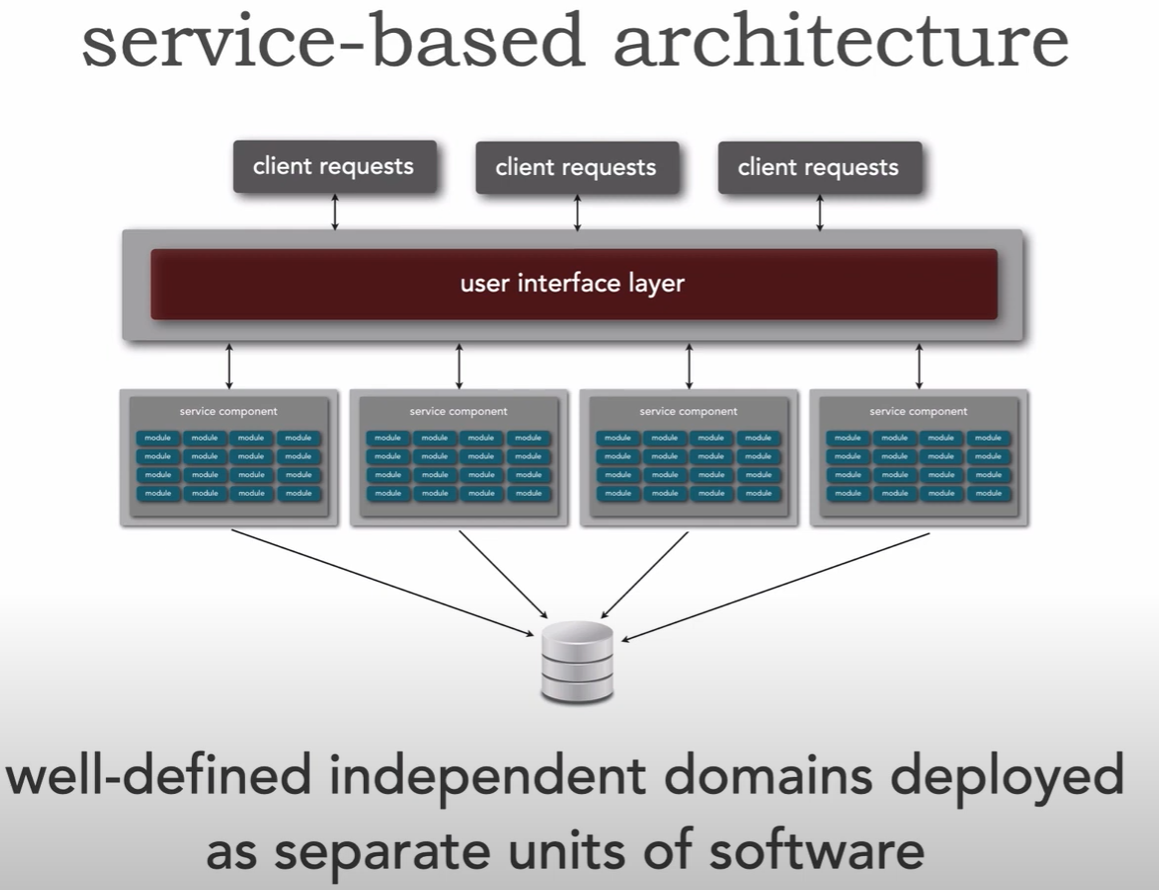 service-based architecture
client requests client requests client requests
user interface layer
service component service component service component service component
module module module module module module module module module module module module module module module module
module module module module module module module module module module module module module module module module
module module module module module module module module module module module module module module module module
module module module module module module module module module module module module module module module module
well-defined independent domains deployed
as separate units of software